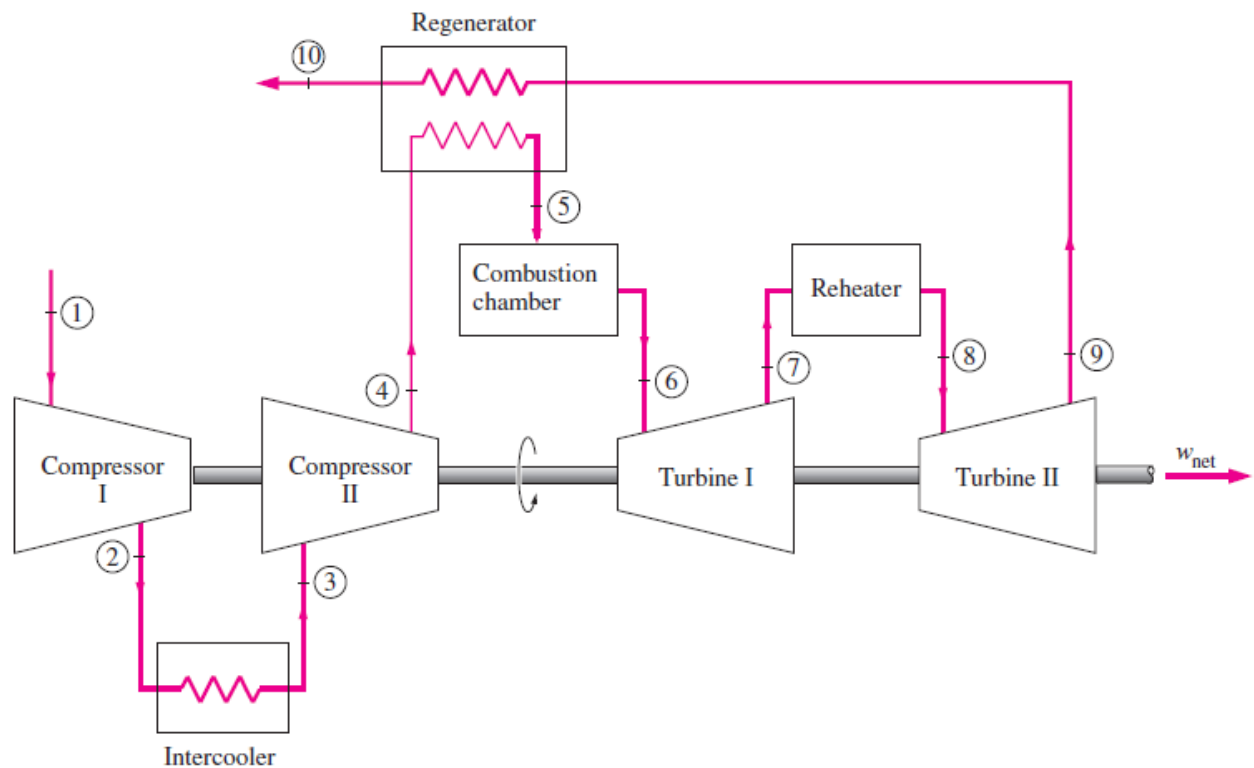 Regenerator
10
5
Combustion
chamber
Reheater
1
4
6
7
8
9
Compressor
I
Compressor
II
Turbine I
Turbine II
wnet
2
3
Intercooler